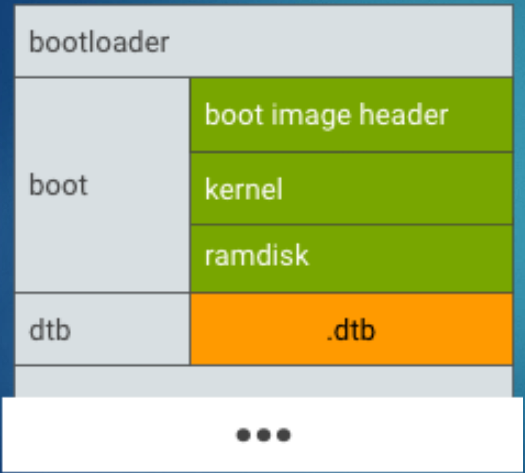 bootloader
boot
boot image header
kernel
ramdisk
dtb
.dtb
•••